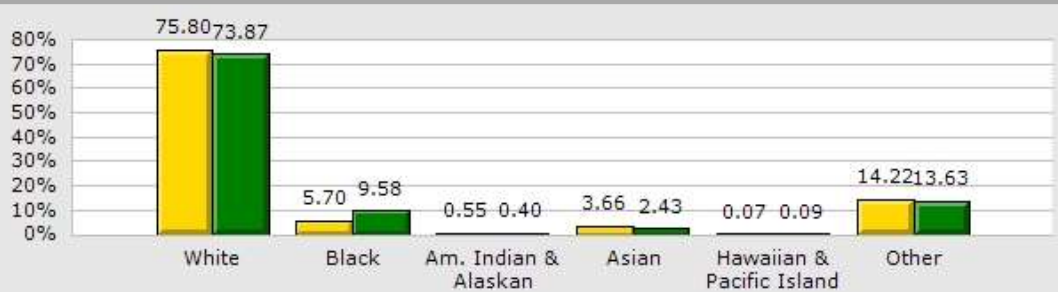 75.80 73.87
80%
70%
60%
50%
40%
30%
20%
10%
0%
5.70 9.58
0.55 0.40
3.66 2.43
0.07 0.09
14.22 13.63
White
Black
Am. Indian &
Alaskan
Asian
Hawaiian &
Pacific Island
Other